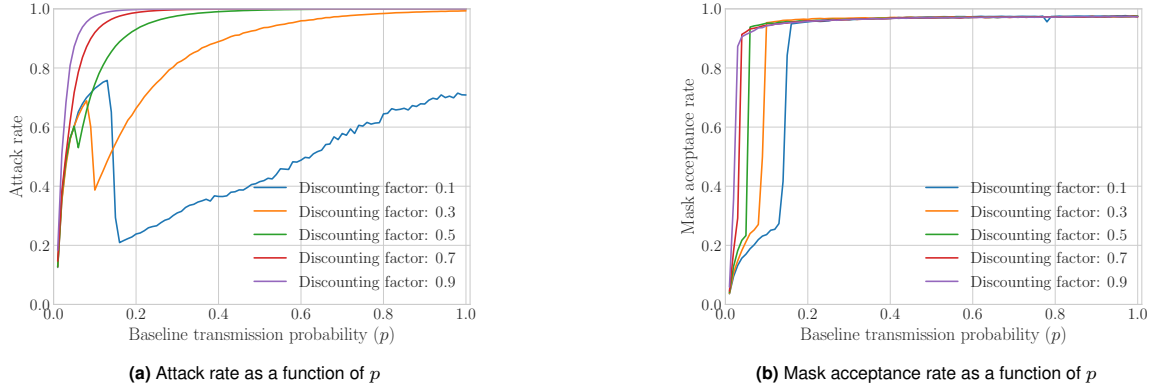 1.0
0.8
0.6
0.4
0.2
0.0
Attack rate
Discounting factor: 0.1
Discounting factor: 0.3
Discounting factor: 0.5
Discounting factor: 0.7
Discounting factor: 0.9
0.0 0.2 0.4 0.6 0.8 1.0
Baseline transmission probability (p)
(a) Attack rate as a function of p
1.0
0.8
0.6
0.4
0.2
0.0
Mask acceptance rate
Discounting factor: 0.1
Discounting factor: 0.3
Discounting factor: 0.5
Discounting factor: 0.7
Discounting factor: 0.9
0.0 0.2 0.4 0.6 0.8 1.0
Baseline transmission probability (p)
(b) Mask acceptance rate as a function of p